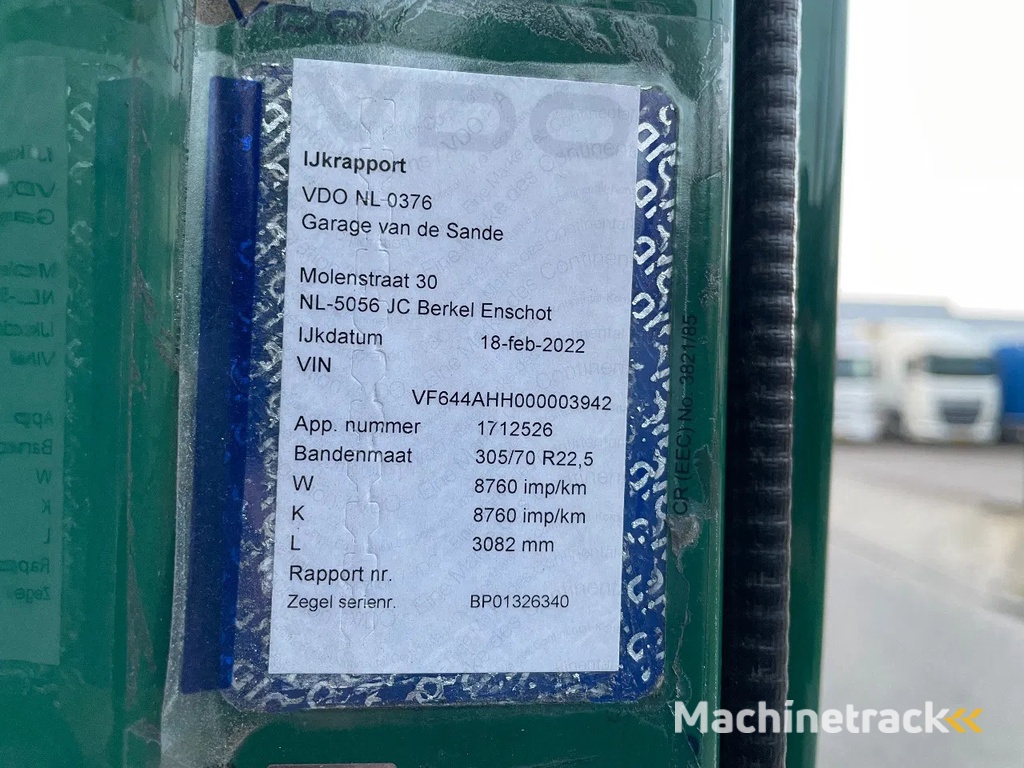 VDO
VDO
IJkrapport
VDO NL 0376
Garage van de Sande
Molenstraat 30
NL-5056 JC Berkel Enschot
IJkdatum 18-feb-2022
VIN
VF644AHH000003942
App. nummer 1712526
Bandenmaat 305/70 R22,5
W 8760 imp/km
K 8760 imp/km
L 3082 mm
Rapport nr.
Zegel serienr. BP01326340
CR (EEC) No. 3821/85
Machinetrack